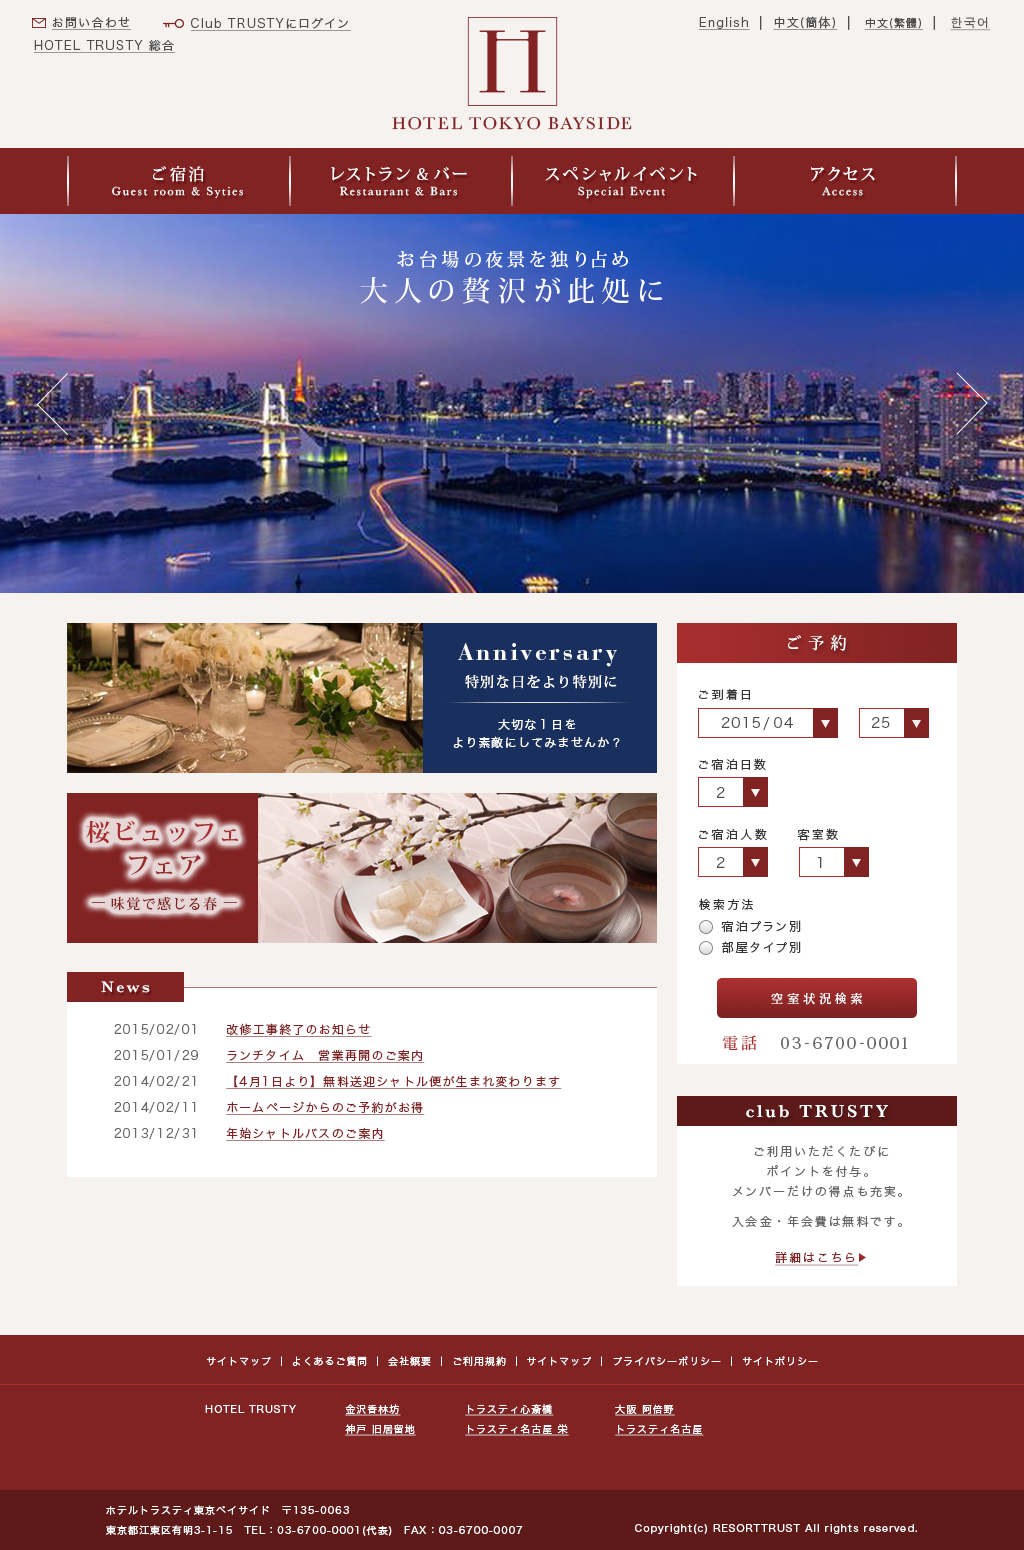 お問い合わせ
Club TRUSTYにログイン
HOTEL TRUSTY 総合
English | 中文(簡体) | 中文(繁體) | 한국어
H
HOTEL TOKYO BAYSIDE
ご宿泊
Guest room & Syties
レストラン & バー
Restaurant & Bars
スペシャルイベント
Special Event
アクセス
Access
お台場の夜景を独り占め
大人の贅沢が此処に
Anniversary
特別な日をより特別に
大切な１日を
より素敵にしてみませんか？
桜ビュッフェ
フェア
― 味覚で感じる春 ―
News
2015/02/01 改修工事終了のお知らせ
2015/01/29 ランチタイム　営業再開のご案内
2014/02/21 【4月1日より】無料送迎シャトル便が生まれ変わります
2014/02/11 ホームページからのご予約がお得
2013/12/31 年始シャトルバスのご案内
ご予約
ご到着日
2015/04 ▼ 25 ▼
ご宿泊日数
2 ▼
ご宿泊人数 客室数
2 ▼ 1 ▼
検索方法
宿泊プラン別
部屋タイプ別
空室状況検索
電話 03-6700-0001
club TRUSTY
ご利用いただくたびに
ポイントを付与。
メンバーだけの得点も充実。
入会金・年会費は無料です。
詳細はこちら▶
サイトマップ | よくあるご質問 | 会社概要 | ご利用規約 | サイトマップ | プライバシーポリシー | サイトポリシー
HOTEL TRUSTY 金沢香林坊 トラスティ心斎橋 大阪 阿倍野
神戸 旧居留地 トラスティ名古屋 栄 トラスティ名古屋
ホテルトラスティ東京ベイサイド　〒135-0063
東京都江東区有明3-1-15　TEL：03-6700-0001(代表)　FAX：03-6700-0007
Copyright(c) RESORTTRUST All rights reserved.